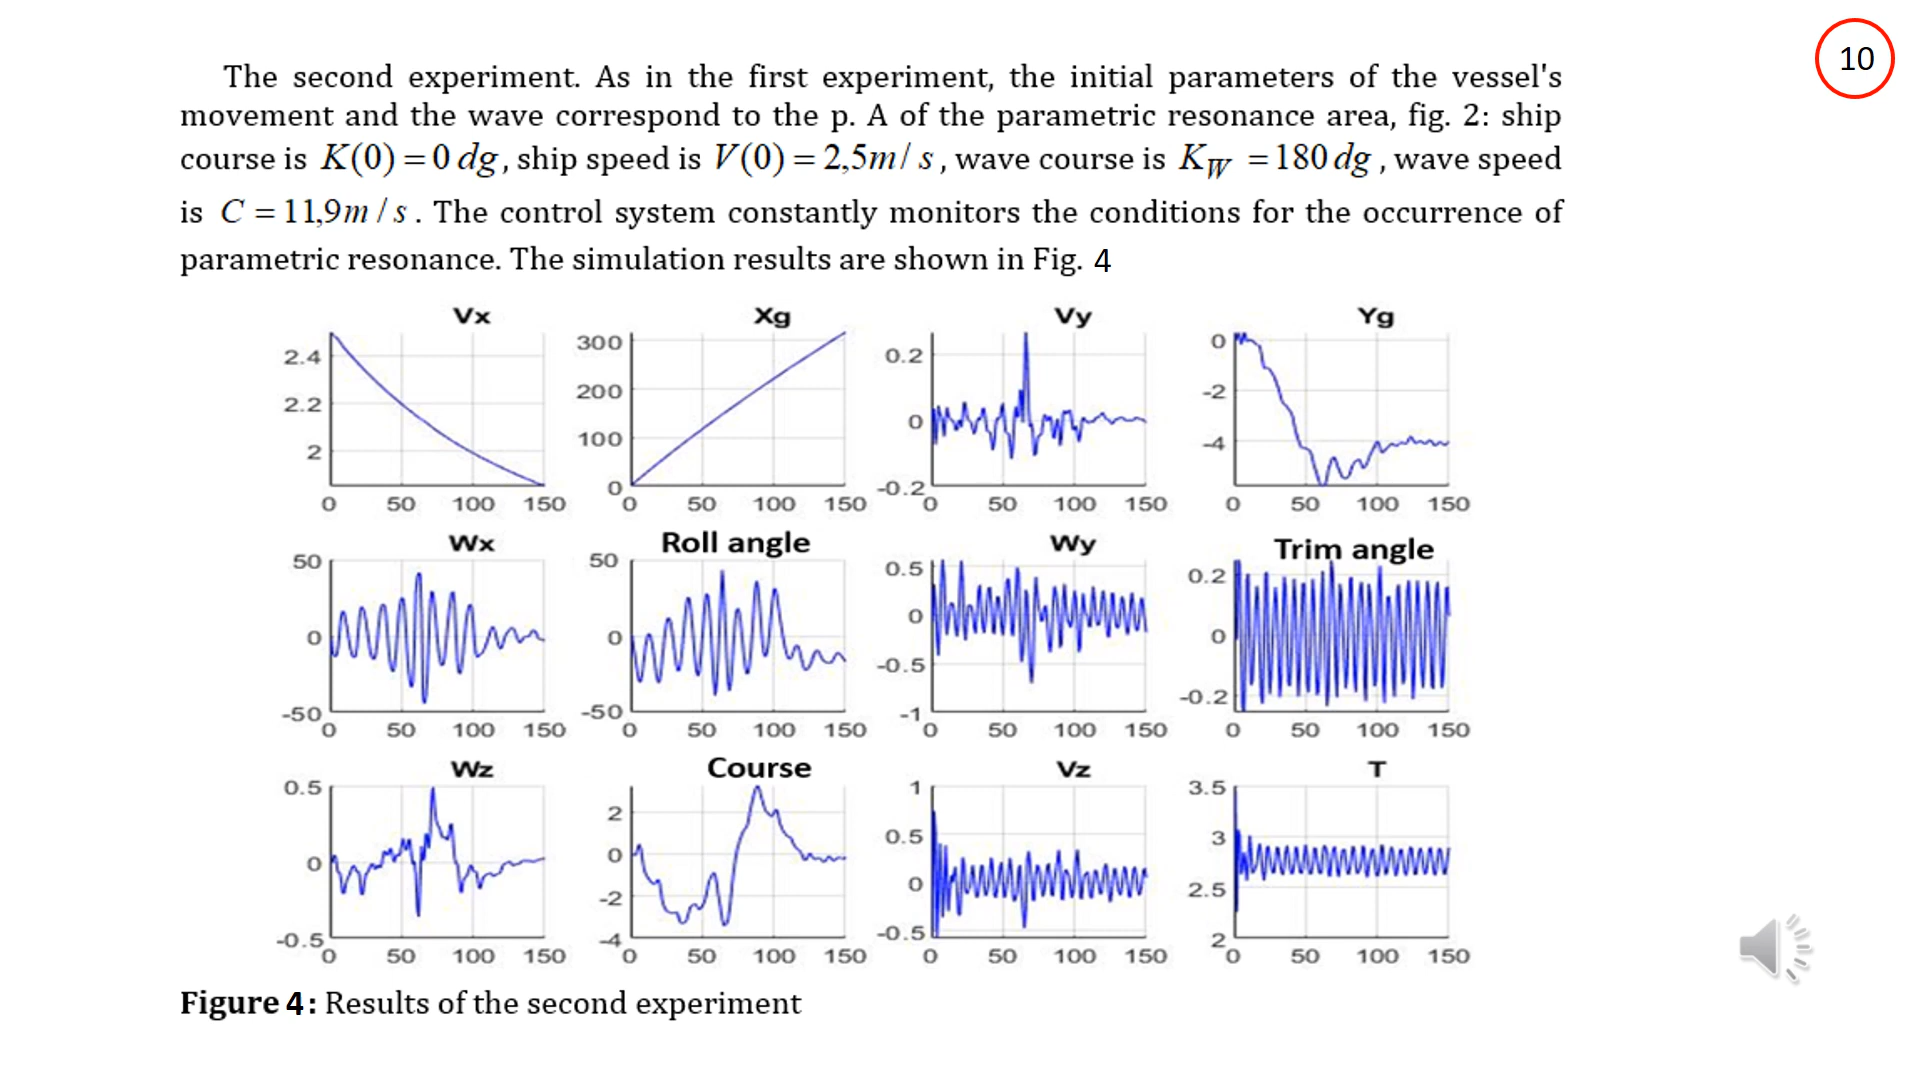 10
The second experiment. As in the first experiment, the initial parameters of the vessel's
movement and the wave correspond to the p. A of the parametric resonance area, fig. 2: ship
course is K(0) = 0 dg, ship speed is V(0) = 2,5m/ s, wave course is K_W = 180 dg, wave speed
is C = 11,9m / s. The control system constantly monitors the conditions for the occurrence of
parametric resonance. The simulation results are shown in Fig. 4
Vx Xg Vy Yg
2.4 2.2 2
0 50 100 150
300 200 100 0
0 50 100 150
0.2 0 -0.2
0 50 100 150
0 -2 -4
0 50 100 150
Wx Roll angle Wy Trim angle
50 0 -50
0 50 100 150
50 0 -50
0 50 100 150
0.5 0 -0.5 -1
0 50 100 150
0.2 0 -0.2
0 50 100 150
Wz Course Vz T
0.5 0 -0.5
0 50 100 150
2 0 -2 -4
0 50 100 150
1 0.5 0 -0.5
0 50 100 150
3.5 3 2.5 2
0 50 100 150
Figure 4: Results of the second experiment